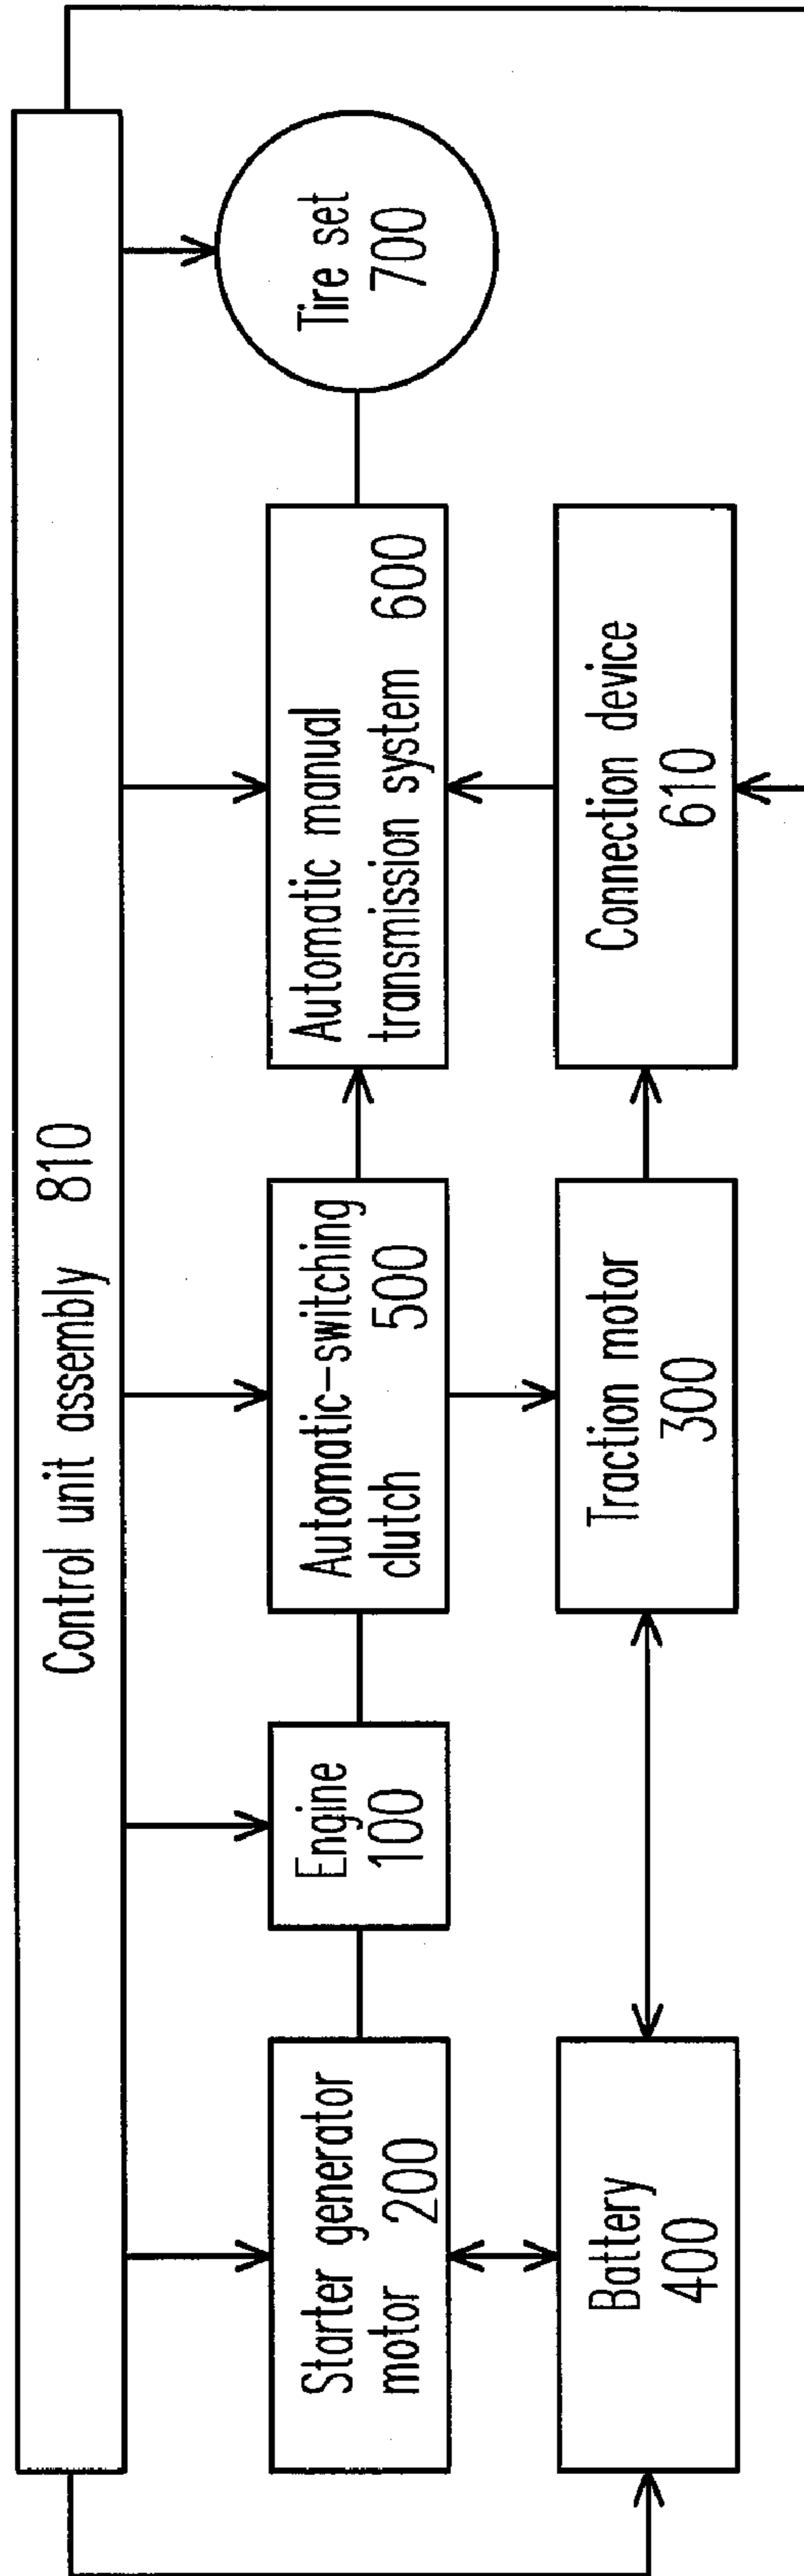 Control unit assembly 810
Starter generator
motor 200
Engine
100
Automatic-switching
clutch 500
Automatic manual
transmission system 600
Tire set
700
Battery
400
Traction motor
300
Connection device
610